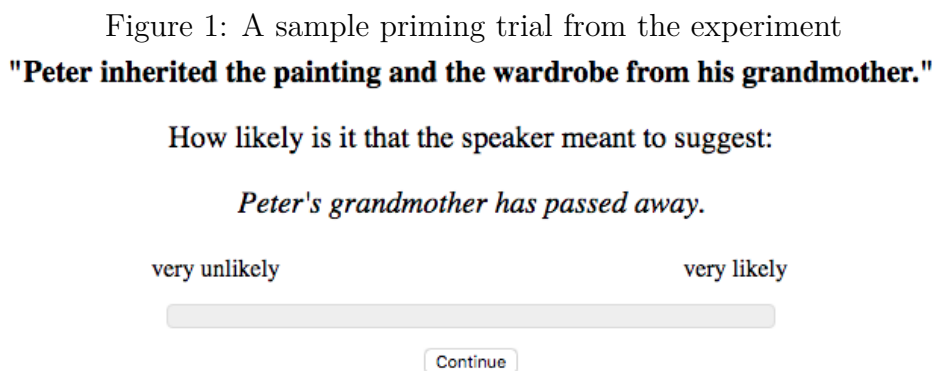 Figure 1: A sample priming trial from the experiment
"Peter inherited the painting and the wardrobe from his grandmother."
How likely is it that the speaker meant to suggest:
Peter's grandmother has passed away.
very unlikely very likely
Continue